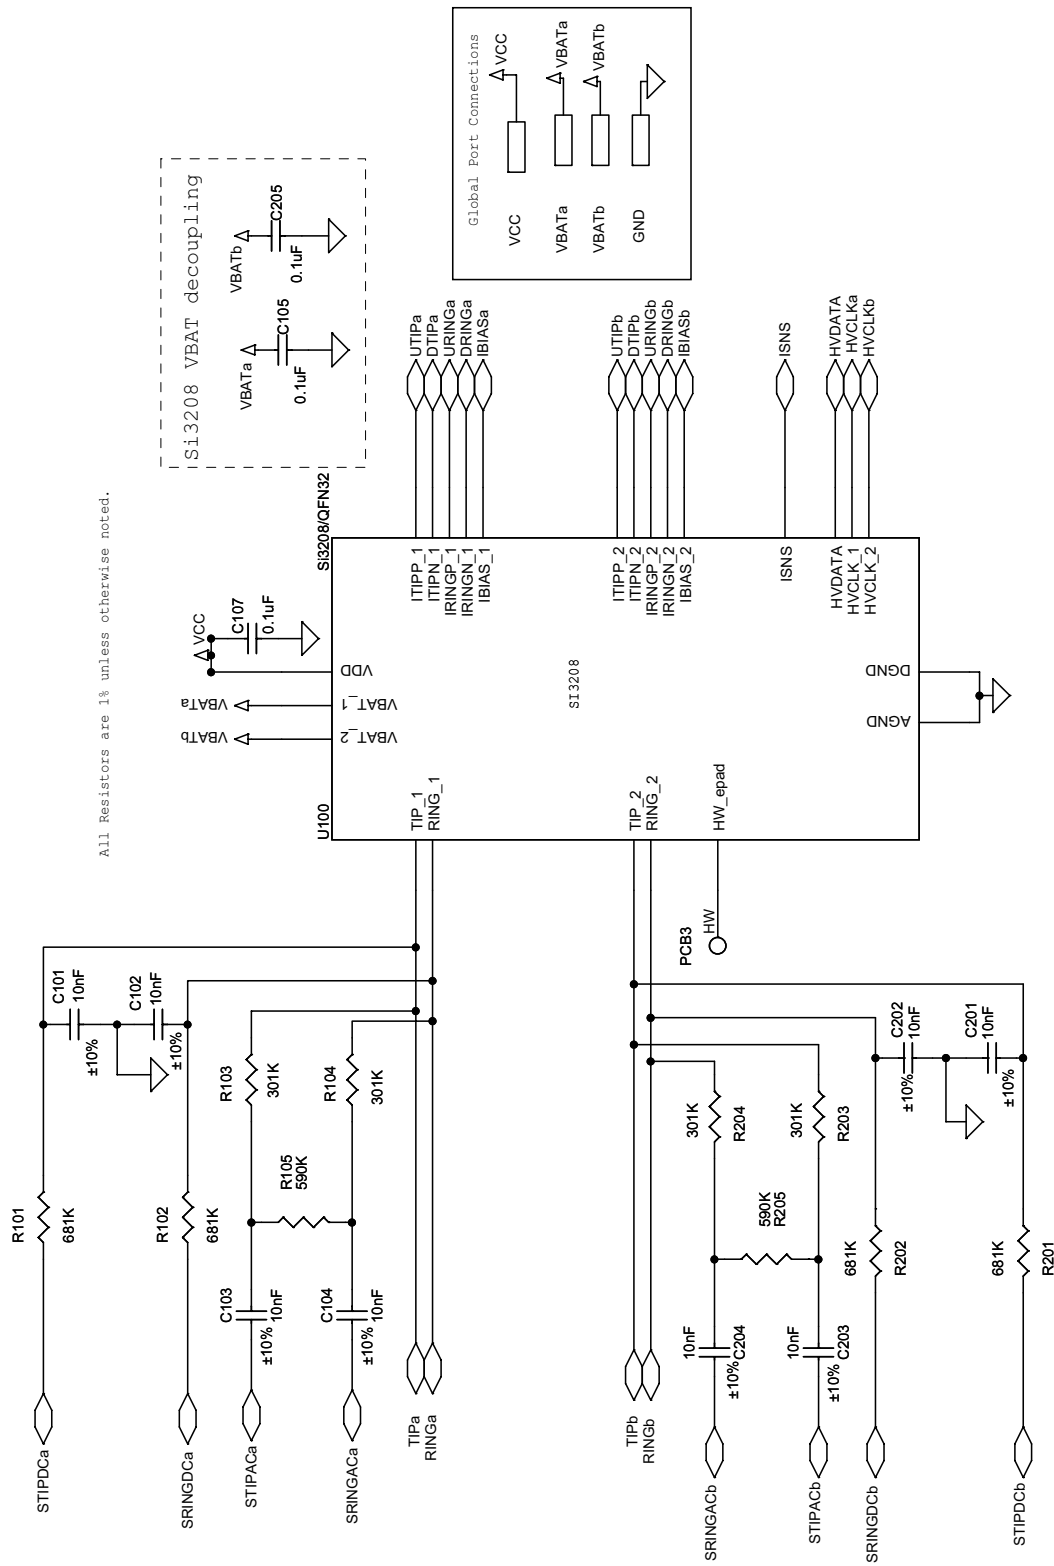 All Resistors are 1% unless otherwise noted.
STIPDCa
R101
681K
C101
10nF
±10%
C102
10nF
±10%
SRINGDCa
R102
681K
STIPACa
C103
10nF
±10%
R103
301K
R105
590K
SRINGACa
C104
10nF
±10%
R104
301K
TIPa
RINGa
U100
Si3208/QFN32
TIP_1
RING_1
VBATb
VBATa
VCC
C107
0.1uF
VBAT_2
VBAT_1
VDD
SI3208
Si3208 VBAT decoupling
VBATa
C105
0.1uF
VBATb
C205
0.1uF
ITIPP_1
ITIPN_1
IRINGP_1
IRINGN_1
IBIAS_1
UTIPa
DTIPa
URINGa
DRINGa
IBIASa
ITIPP_2
ITIPN_2
IRINGP_2
IRINGN_2
IBIAS_2
UTIPb
DTIPb
URINGb
DRINGb
IBIASb
ISNS
ISNS
HVDATA
HVCLK_1
HVCLK_2
HVDATA
HVCLKa
HVCLKb
Global Port Connections
VCC
VCC
VBATa
VBATa
VBATb
VBATb
GND
TIP_2
RING_2
HW_epad
HW
PCB3
AGND
DGND
TIPb
RINGb
SRINGACb
10nF
±10%
C204
301K
R204
590K
R205
STIPACb
10nF
±10%
C203
301K
R203
SRINGDCb
681K
R202
C202
10nF
±10%
C201
10nF
±10%
STIPDCb
681K
R201